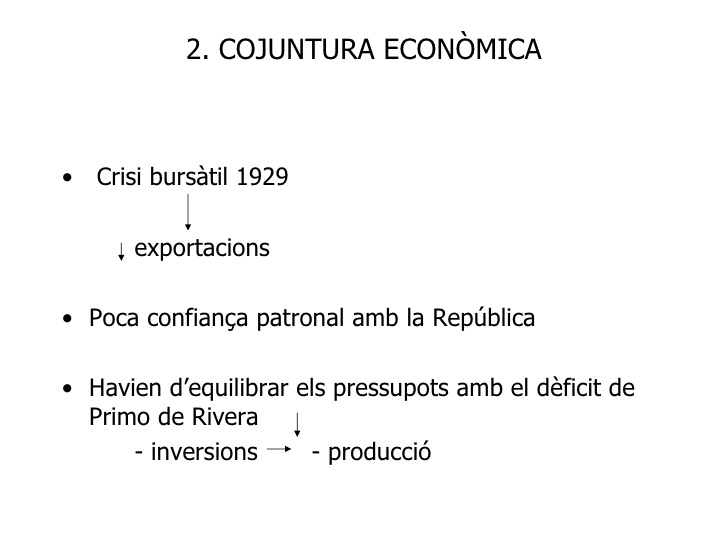 2. COJUNTURA ECONÒMICA
• Crisi bursàtil 1929
exportacions
• Poca confiança patronal amb la República
• Havien d’equilibrar els pressupots amb el dèficit de
Primo de Rivera
- inversions - producció